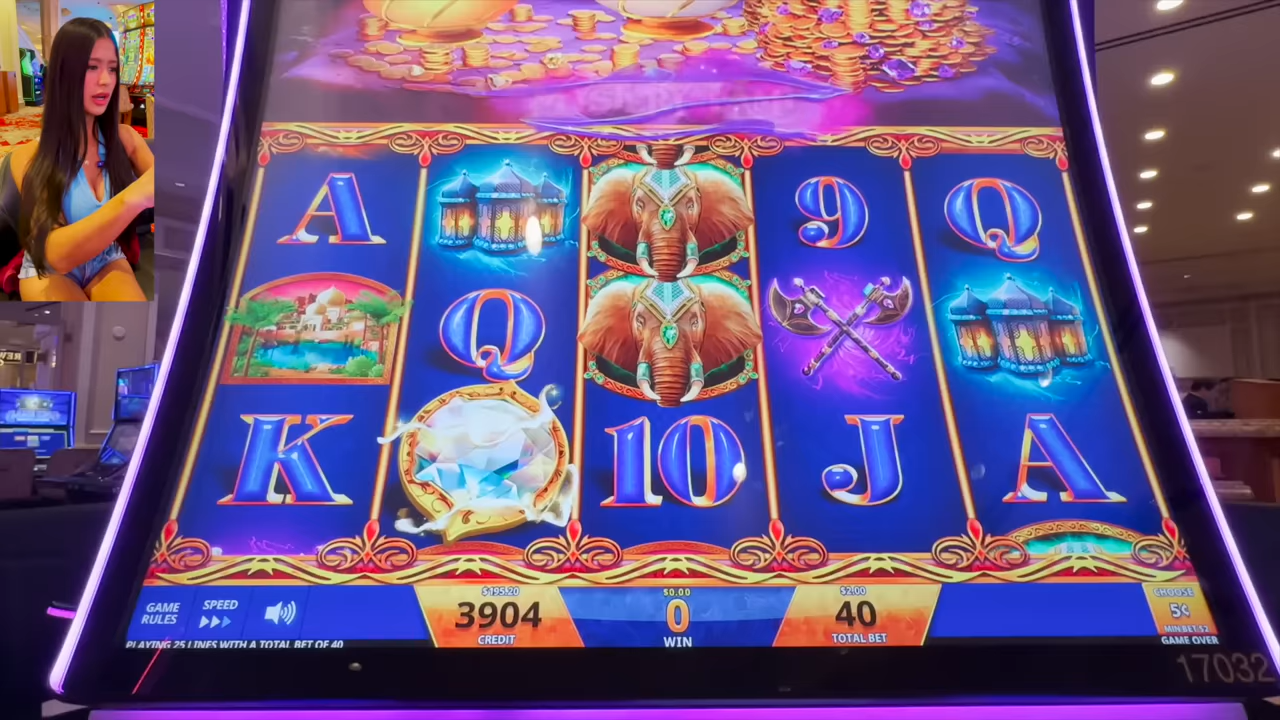 A
9
Q
Q
K
10
J
A
GAME RULES
SPEED
$195.20
3904
CREDIT
$0.00
0
WIN
$2.00
40
TOTAL BET
CHOOSE
5¢
MIN BET $2
GAME OVER
PLAYING 25 LINES WITH A TOTAL BET OF 40
17032